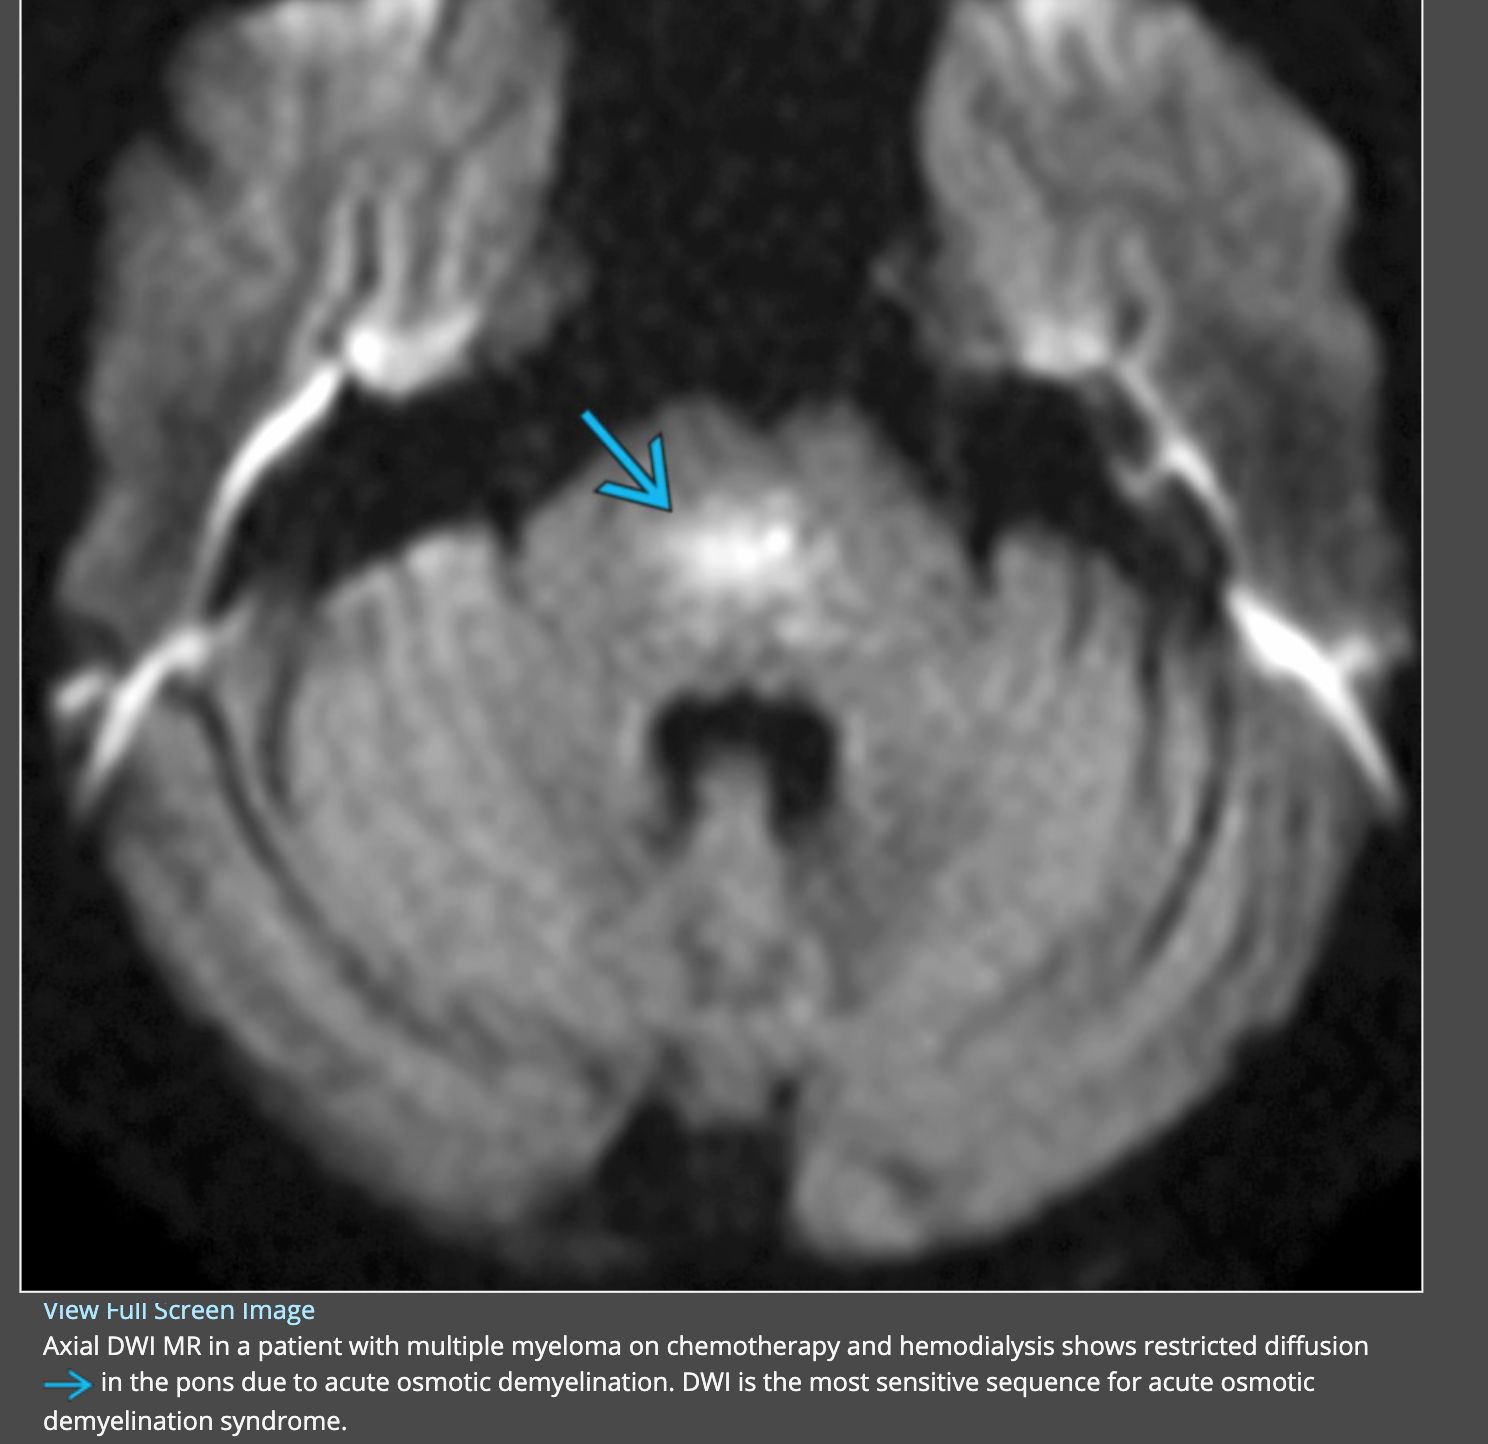 View Full Screen Image
Axial DWI MR in a patient with multiple myeloma on chemotherapy and hemodialysis shows restricted diffusion
in the pons due to acute osmotic demyelination. DWI is the most sensitive sequence for acute osmotic
demyelination syndrome.